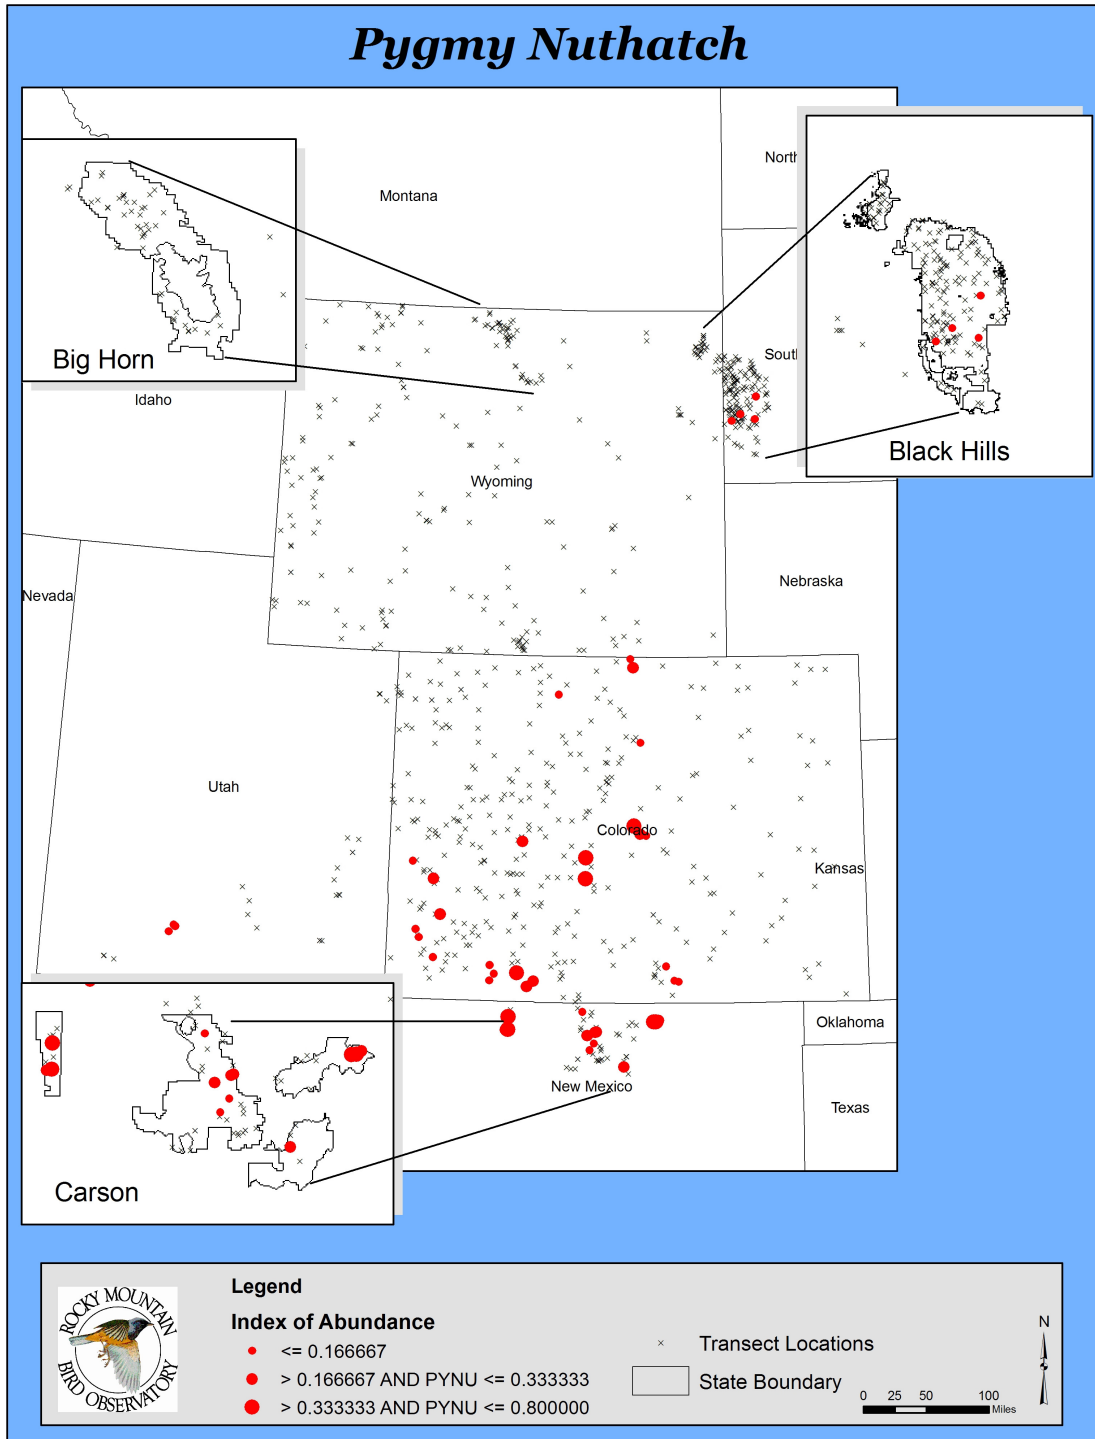 Pygmy Nuthatch
North
Montana
Big Horn
Idaho
South
Black Hills
Wyoming
Nebraska
Nevada
Utah
Colorado
Kansas
Oklahoma
New Mexico
Texas
Carson
ROCKY MOUNTAIN
BIRD OBSERVATORY
Legend
Index of Abundance
<= 0.166667
> 0.166667 AND PYNU <= 0.333333
> 0.333333 AND PYNU <= 0.800000
Transect Locations
State Boundary
N
0 25 50 100
Miles